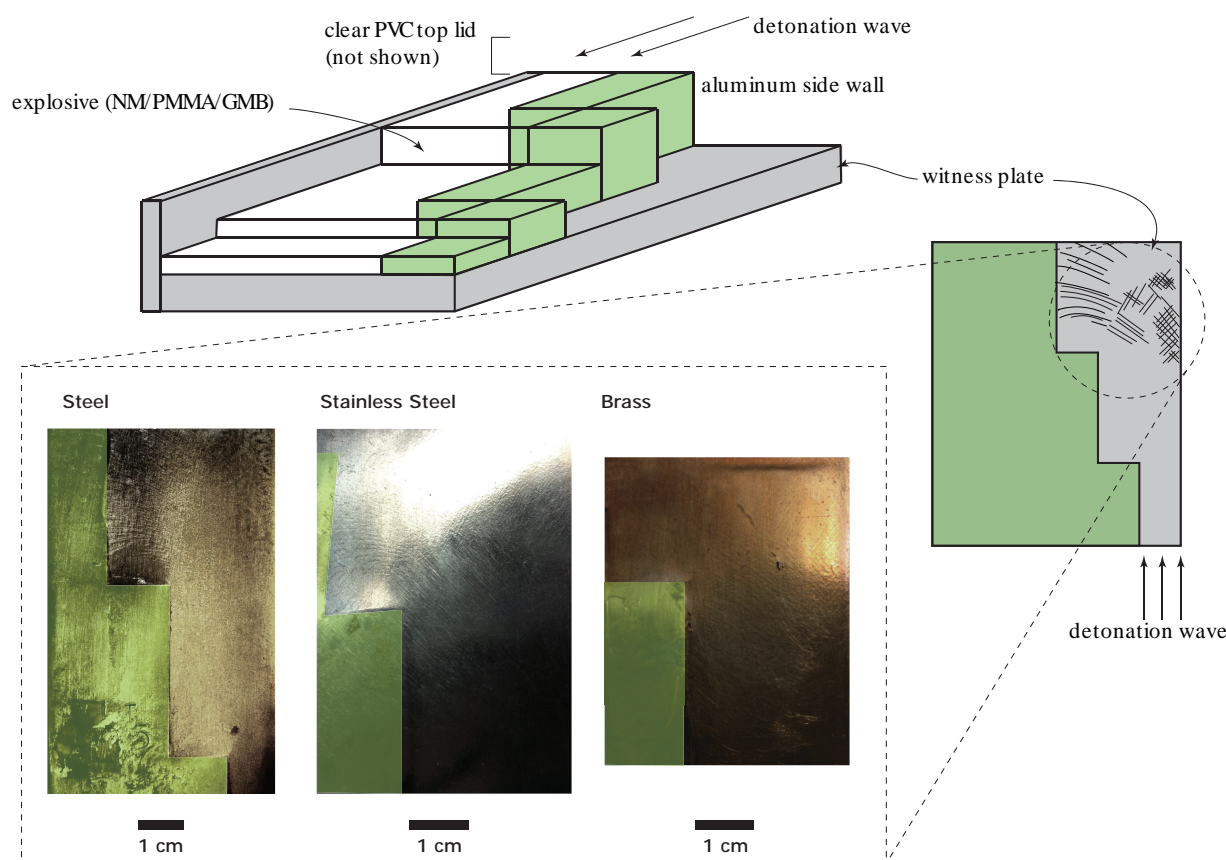 clear PVC top lid
(not shown)
detonation wave
explosive (NM/PMMA/GMB)
aluminum side wall
witness plate
Steel
Stainless Steel
Brass
detonation wave
1 cm
1 cm
1 cm